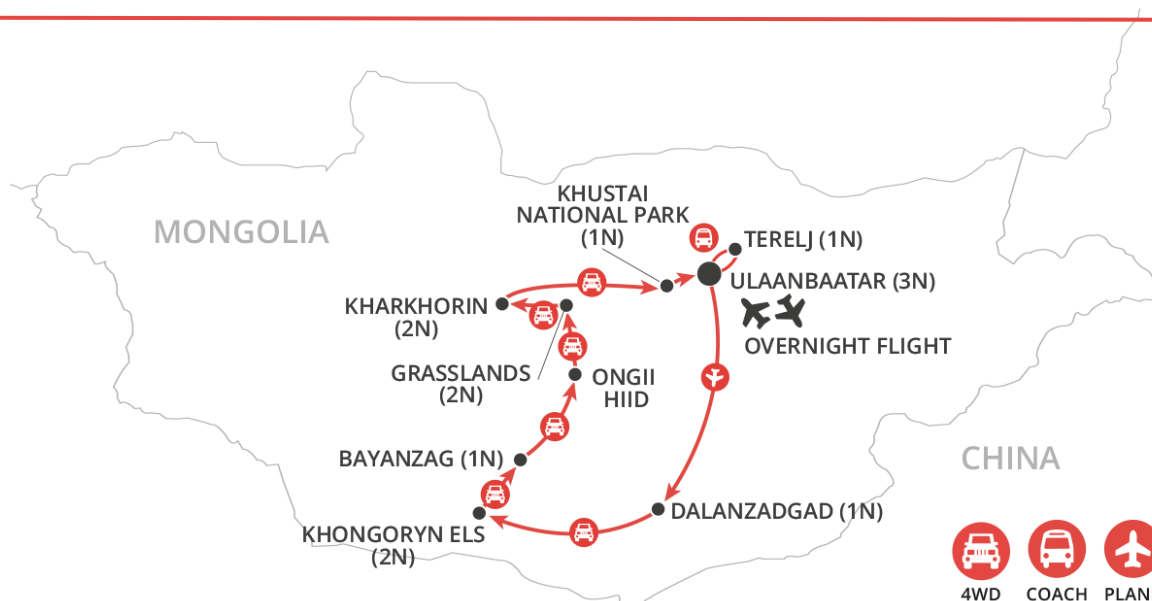 KHUSTAI
NATIONAL PARK
(1N)
MONGOLIA
TERELJ (1N)
ULAANBAATAR (3N)
KHARKHORIN
(2N)
OVERNIGHT FLIGHT
GRASSLANDS
(2N)
ONGII
HIID
BAYANZAG (1N)
CHINA
DALANZADGAD (1N)
KHONGORYN ELS
(2N)
4WD
COACH
PLAN